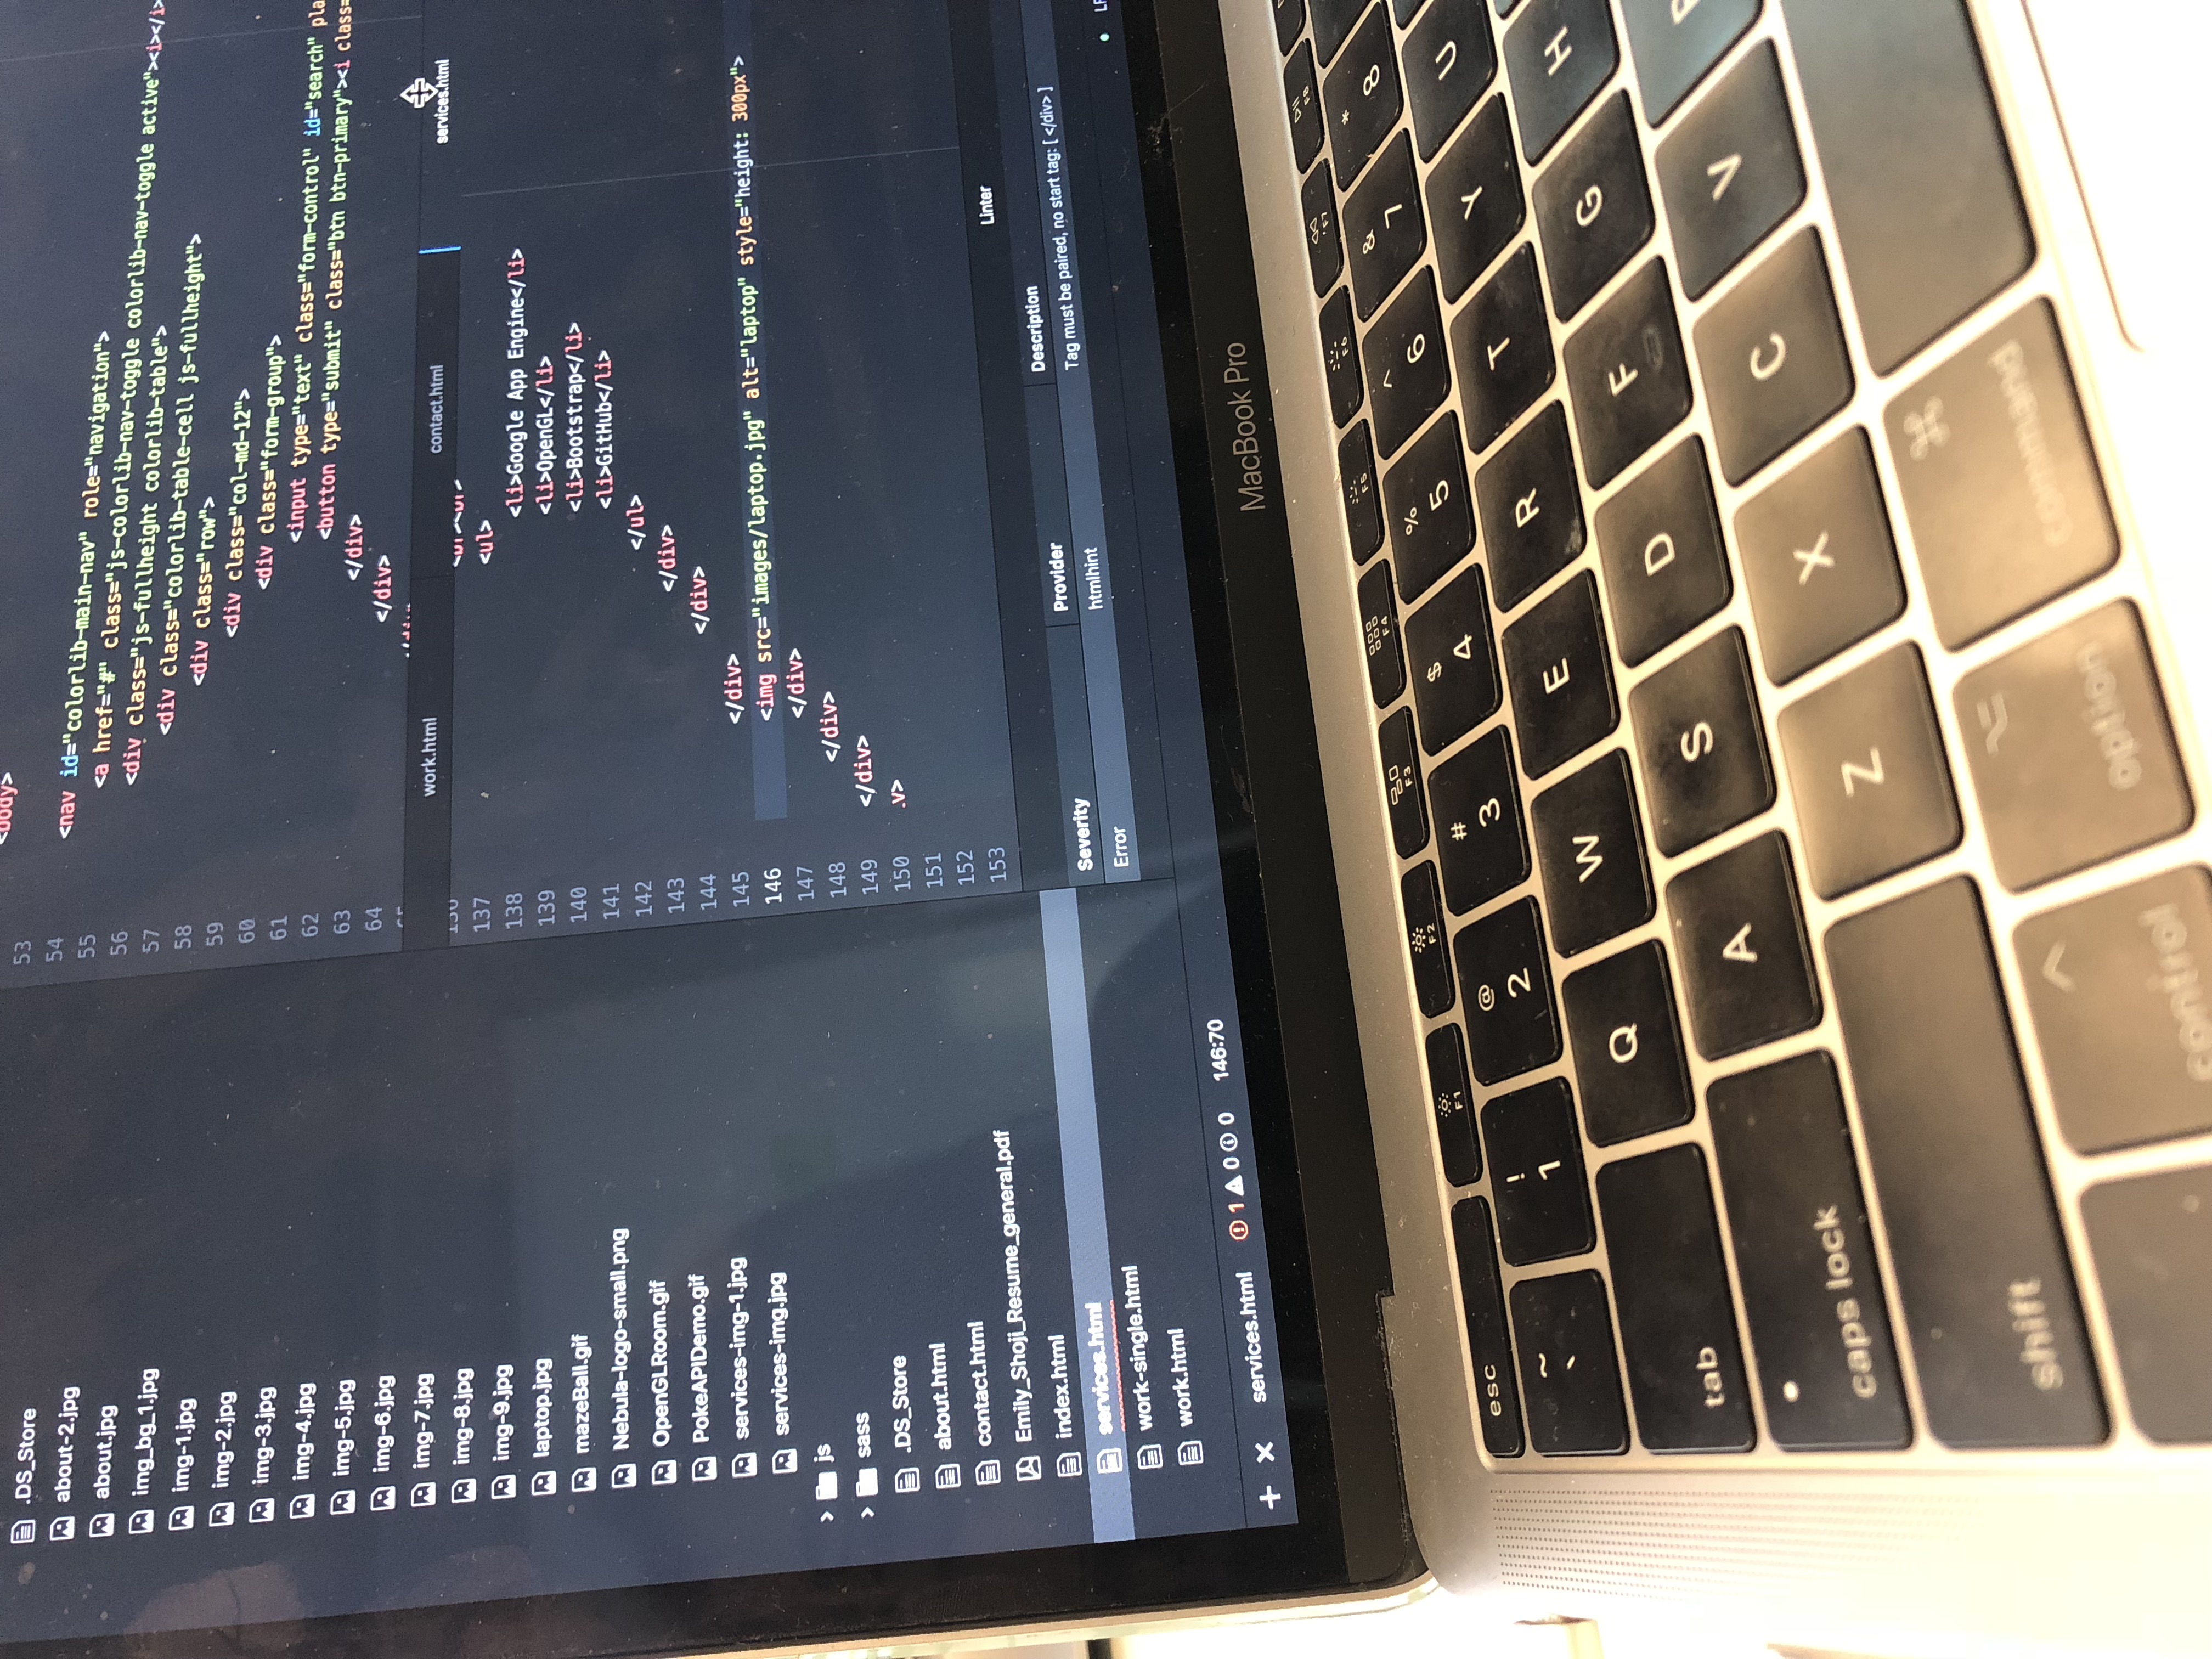 .DS_Store
about-2.jpg
about.jpg
img_bg_1.jpg
img-1.jpg
img-2.jpg
img-3.jpg
img-4.jpg
img-5.jpg
img-6.jpg
img-7.jpg
img-8.jpg
img-9.jpg
laptop.jpg
mazeBall.gif
Nebula-logo-small.png
OpenGLRoom.gif
PokeAPIDemo.gif
services-img-1.jpg
services-img.jpg
js
sass
.DS_Store
about.html
contact.html
Emily_Shoji_Resume_general.pdf
index.html
services.html
work-single.html
work.html
<body>
53
54
<nav id="colorlib-main-nav" role="navigation">
55
<a href="#" class="js-colorlib-nav-toggle colorlib-nav-toggle active"><i></i>
56
<div class="js-fullheight colorlib-table">
57
<div class="colorlib-table-cell js-fullheight">
58
<div class="row">
59
<div class="col-md-12">
60
<div class="form-group">
61
<input type="text" class="form-control" id="search" pla
62
<button type="submit" class="btn btn-primary"><i class=
63
</div>
64
</div>
work.html contact.html services.html
137 <ul>
138 <li>Google App Engine</li>
139 <li>OpenGL</li>
140 <li>Bootstrap</li>
141 <li>GitHub</li>
142 </ul>
143 </div>
144 </div>
145 </div>
146 <img src="images/laptop.jpg" alt="laptop" style="height: 300px">
147 </div>
148 </div>
149 </div>
150 .v>
151
152
153
Linter
Severity Provider Description
Error htmlhint Tag must be paired, no start tag: [ </div> ]
+ × services.html 1 0 0 146:70 LF
MacBook Pro
esc F1 F2 F3 F4 F5 F6 F7 F8
~ ! @ # $ % ^ & *
` 1 2 3 4 5 6 7 8
tab Q W E R T Y U
caps lock A S D F G H
shift Z X C V
control option command